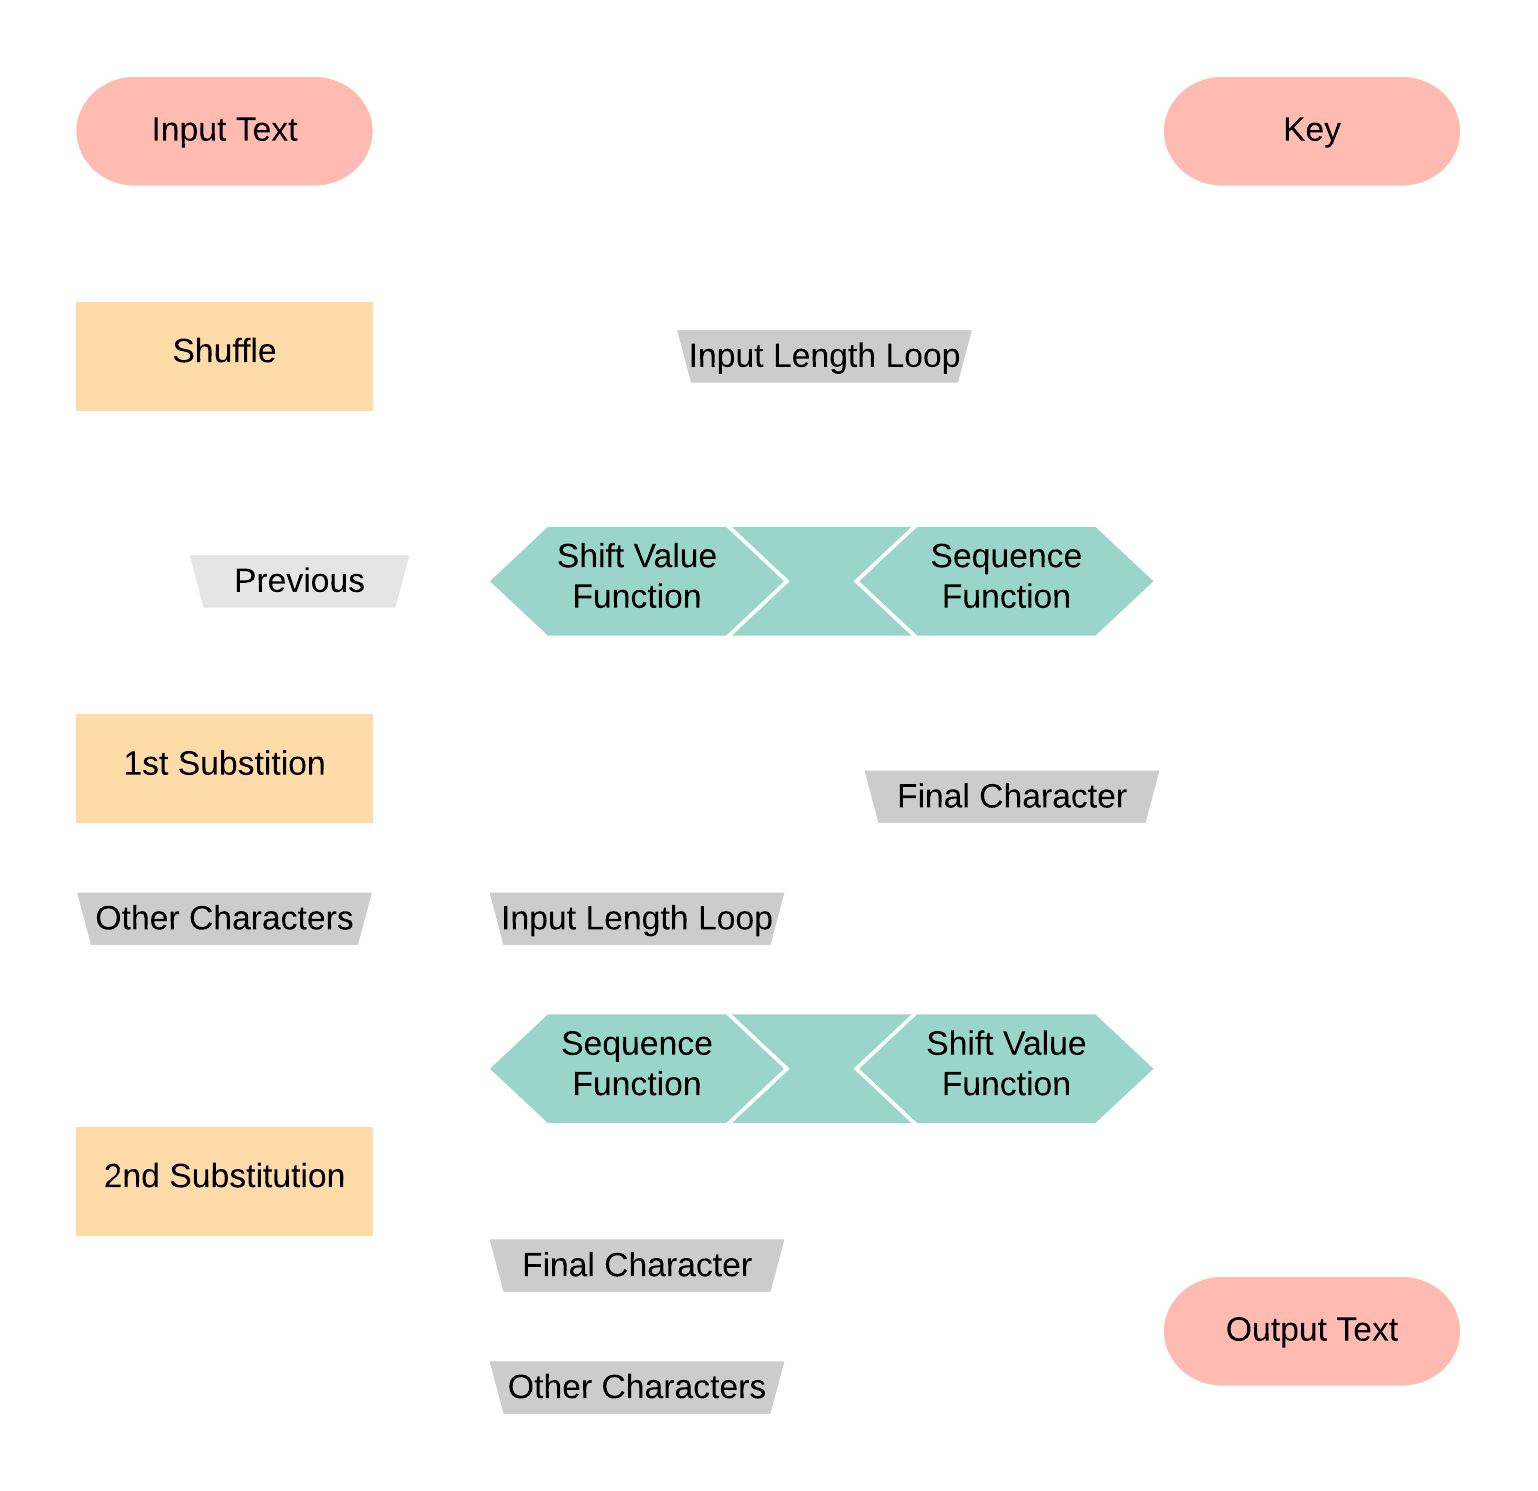 Input Text
Key
Shuffle
Input Length Loop
Previous
Shift Value
Function
Sequence
Function
1st Substition
Final Character
Other Characters
Input Length Loop
Sequence
Function
Shift Value
Function
2nd Substitution
Final Character
Output Text
Other Characters